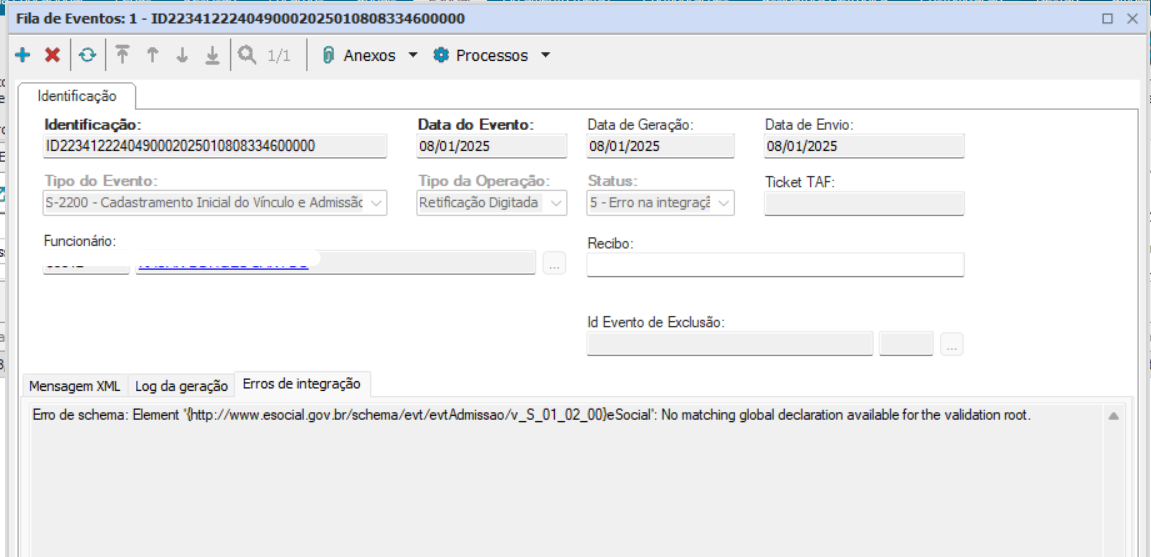 Fila de Eventos: 1 - ID2234122240490002025010808334600000
1/1 Anexos Processos
Identificação
Identificação: Data do Evento: Data de Geração: Data de Envio:
ID2234122240490002025010808334600000 08/01/2025 08/01/2025 08/01/2025
Tipo do Evento: Tipo da Operação: Status: Ticket TAF:
S-2200 - Cadastramento Inicial do Vínculo e Admissão Retificação Digitada 5 - Erro na integraçã
Funcionário: Recibo:
...
Id Evento de Exclusão:
...
Mensagem XML Log da geração Erros de integração
Erro de schema: Element '{http://www.esocial.gov.br/schema/evt/evtAdmissao/v_S_01_02_00}eSocial': No matching global declaration available for the validation root.